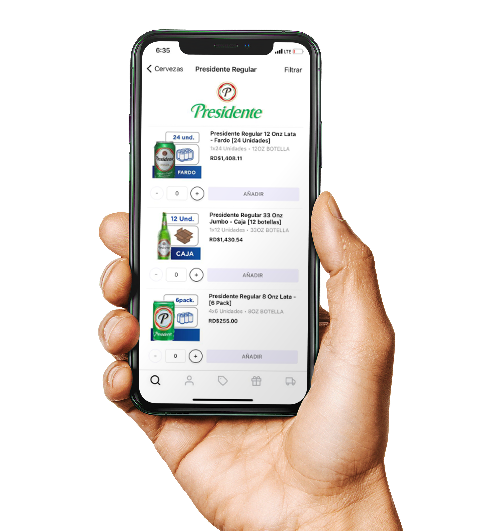 6:35
LTE
Cervezas Presidente Regular Filtrar
P
Presidente
24 und.
Presidente
FARDO
Presidente Regular 12 Onz Lata
- Fardo [24 Unidades]
1x24 Unidades - 12OZ BOTELLA
RD$1,408.11
- 0 + AÑADIR
12 Und.
CAJA
Presidente Regular 33 Onz
Jumbo - Caja [12 botellas]
1x12 Unidades - 33OZ BOTELLA
RD$1,430.54
- 0 + AÑADIR
6pack.
P
Presidente
Presidente Regular 8 Onz Lata -
[6 Pack]
4x6 Unidades - 8OZ BOTELLA
RD$255.00
- 0 + AÑADIR